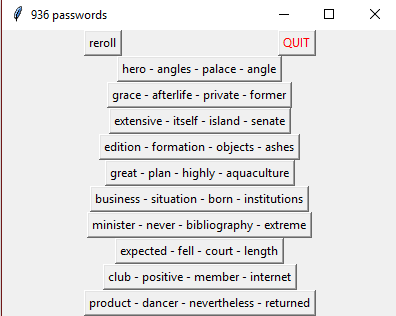 936 passwords
reroll QUIT
hero - angles - palace - angle
grace - afterlife - private - former
extensive - itself - island - senate
edition - formation - objects - ashes
great - plan - highly - aquaculture
business - situation - born - institutions
minister - never - bibliography - extreme
expected - fell - court - length
club - positive - member - internet
product - dancer - nevertheless - returned